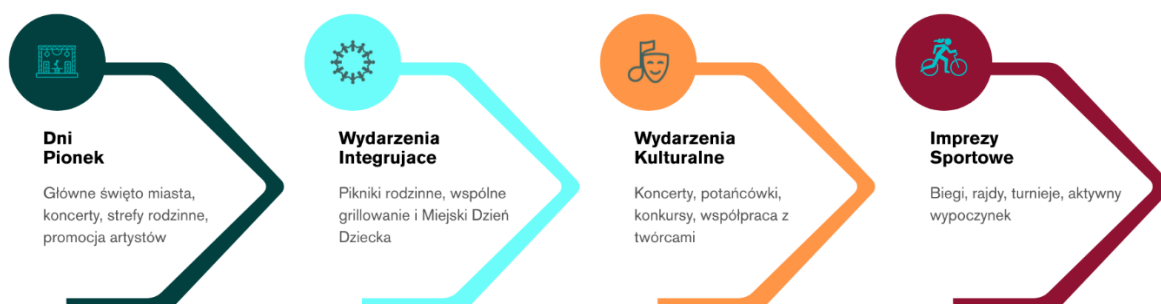 Dni
Pionek
Główne święto miasta,
koncerty, strefy rodzinne,
promocja artystów
Wydarzenia
Integrujace
Pikniki rodzinne, wspólne
grillowanie i Miejski Dzień
Dziecka
Wydarzenia
Kulturalne
Koncerty, potańcówki,
konkursy, współpraca z
twórcami
Imprezy
Sportowe
Biegi, rajdy, turnieje, aktywny
wypoczynek